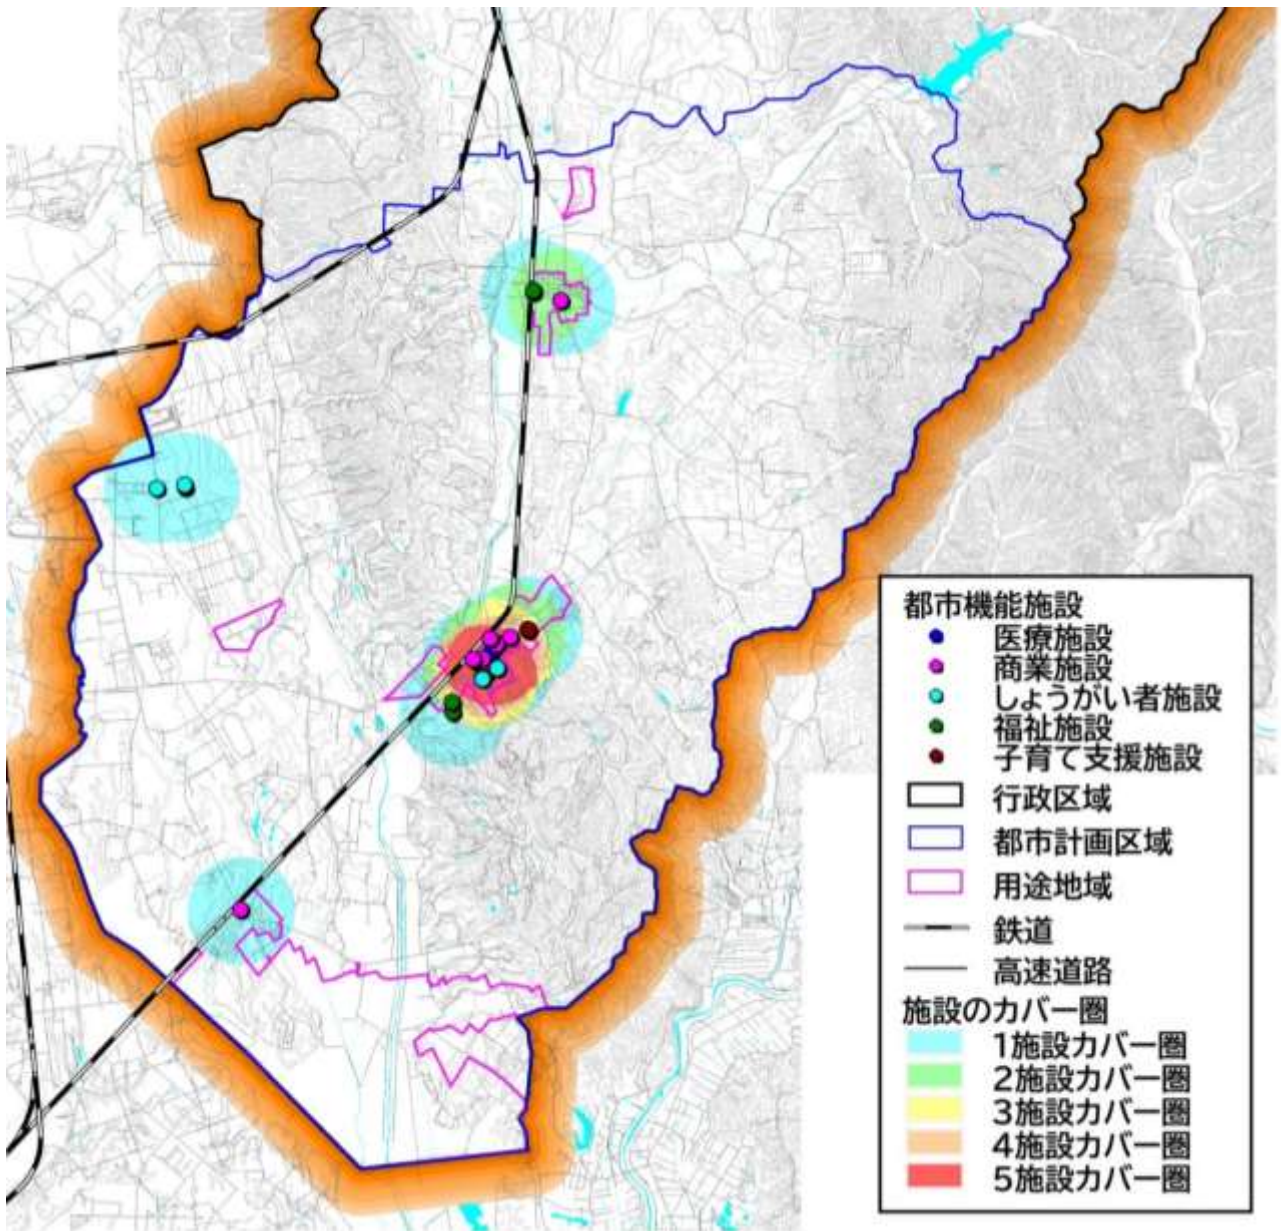 都市機能施設
医療施設
商業施設
しょうがい者施設
福祉施設
子育て支援施設
行政区域
都市計画区域
用途地域
鉄道
高速道路
施設のカバー圏
1施設カバー圏
2施設カバー圏
3施設カバー圏
4施設カバー圏
5施設カバー圏